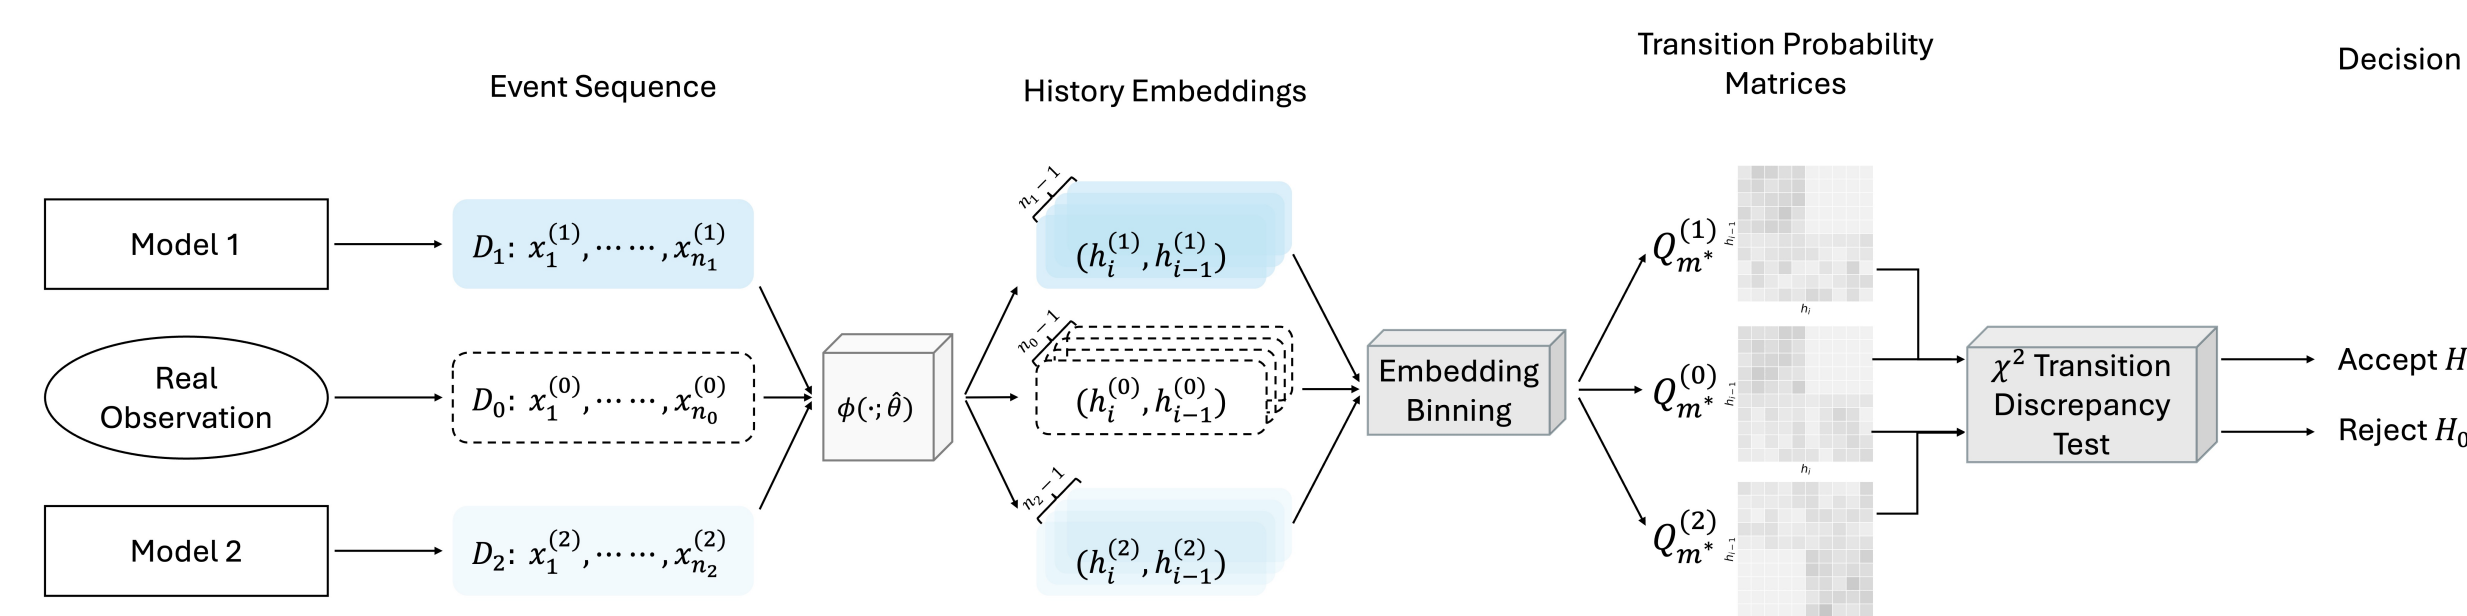 Event Sequence
History Embeddings
Transition Probability
Matrices
Decision
Model 1
D₁: x₁⁽¹⁾, ⋯⋯, xₙ₁⁽¹⁾
n₁ − 1
(hᵢ⁽¹⁾, hᵢ₋₁⁽¹⁾)
Qₘ*⁽¹⁾
hᵢ₋₁
hᵢ
Real
Observation
D₀: x₁⁽⁰⁾, ⋯⋯, xₙ₀⁽⁰⁾
ϕ(·; θ̂)
n₀ − 1
(hᵢ⁽⁰⁾, hᵢ₋₁⁽⁰⁾)
Embedding
Binning
Qₘ*⁽⁰⁾
hᵢ₋₁
hᵢ
χ² Transition
Discrepancy
Test
Accept H
Reject H₀
Model 2
D₂: x₁⁽²⁾, ⋯⋯, xₙ₂⁽²⁾
n₂ − 1
(hᵢ⁽²⁾, hᵢ₋₁⁽²⁾)
Qₘ*⁽²⁾
hᵢ₋₁